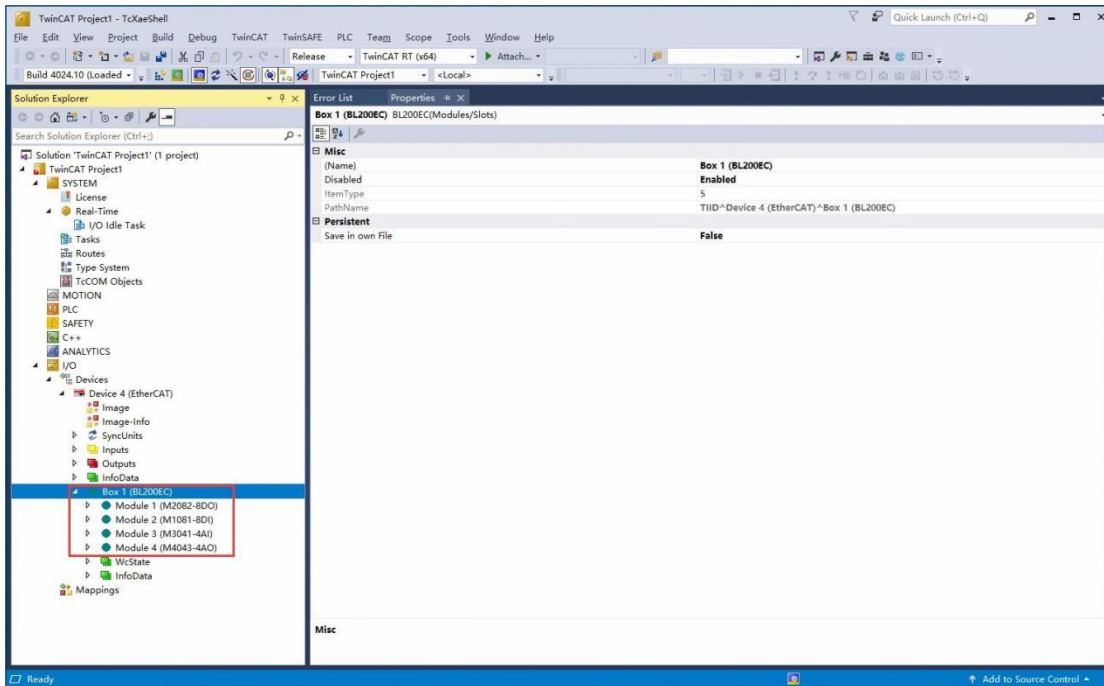 TwinCAT Project1 - TcXaeShell
Quick Launch (Ctrl+Q)
File Edit View Project Build Debug TwinCAT TwinSAFE PLC Team Scope Tools Window Help
Release TwinCAT RT (x64) Attach...
Build 4024.10 (Loaded TwinCAT Project1 <Local>
Solution Explorer
Search Solution Explorer (Ctrl+;)
Solution 'TwinCAT Project1' (1 project)
TwinCAT Project1
SYSTEM
License
Real-Time
I/O Idle Task
Tasks
Routes
Type System
TcCOM Objects
MOTION
PLC
SAFETY
C++
ANALYTICS
I/O
Devices
Device 4 (EtherCAT)
Image
Image-Info
SyncUnits
Inputs
Outputs
InfoData
Box 1 (BL200EC)
Module 1 (M2082-8DO)
Module 2 (M1081-8DI)
Module 3 (M3041-4AI)
Module 4 (M4043-4AO)
WcState
InfoData
Mappings
Error List Properties
Box 1 (BL200EC) BL200EC(Modules/Slots)
Misc
(Name) Box 1 (BL200EC)
Disabled Enabled
ItemType 5
PathName TIID^Device 4 (EtherCAT)^Box 1 (BL200EC)
Persistent
Save in own File False
Misc
Ready
Add to Source Control